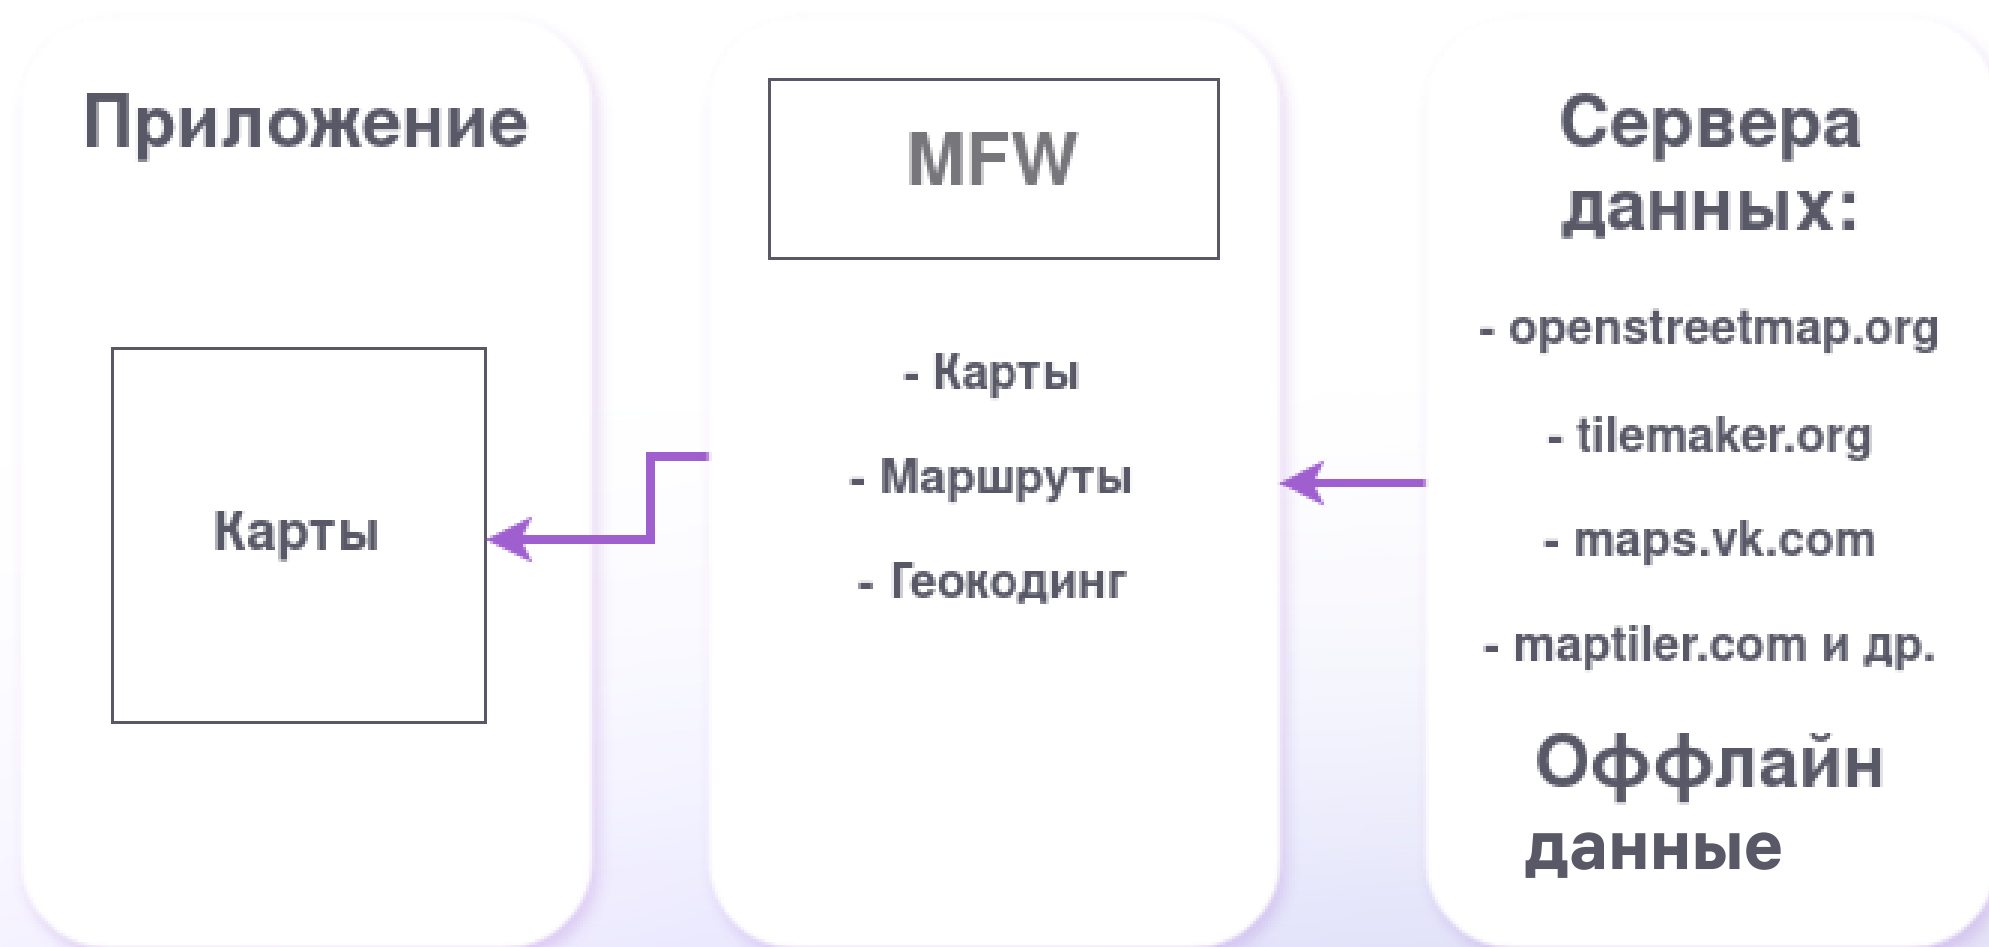 Приложение
Карты
MFW
- Карты
- Маршруты
- Геокодинг
Сервера
данных:
- openstreetmap.org
- tilemaker.org
- maps.vk.com
- maptiler.com и др.
Оффлайн
данные